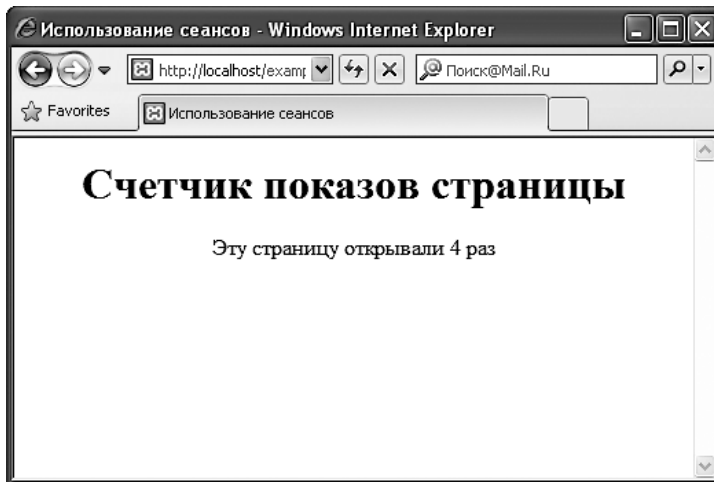 Использование сеансов - Windows Internet Explorer
http://localhost/examp
Поиск@Mail.Ru
Favorites
Использование сеансов
Счетчик показов страницы
Эту страницу открывали 4 раз